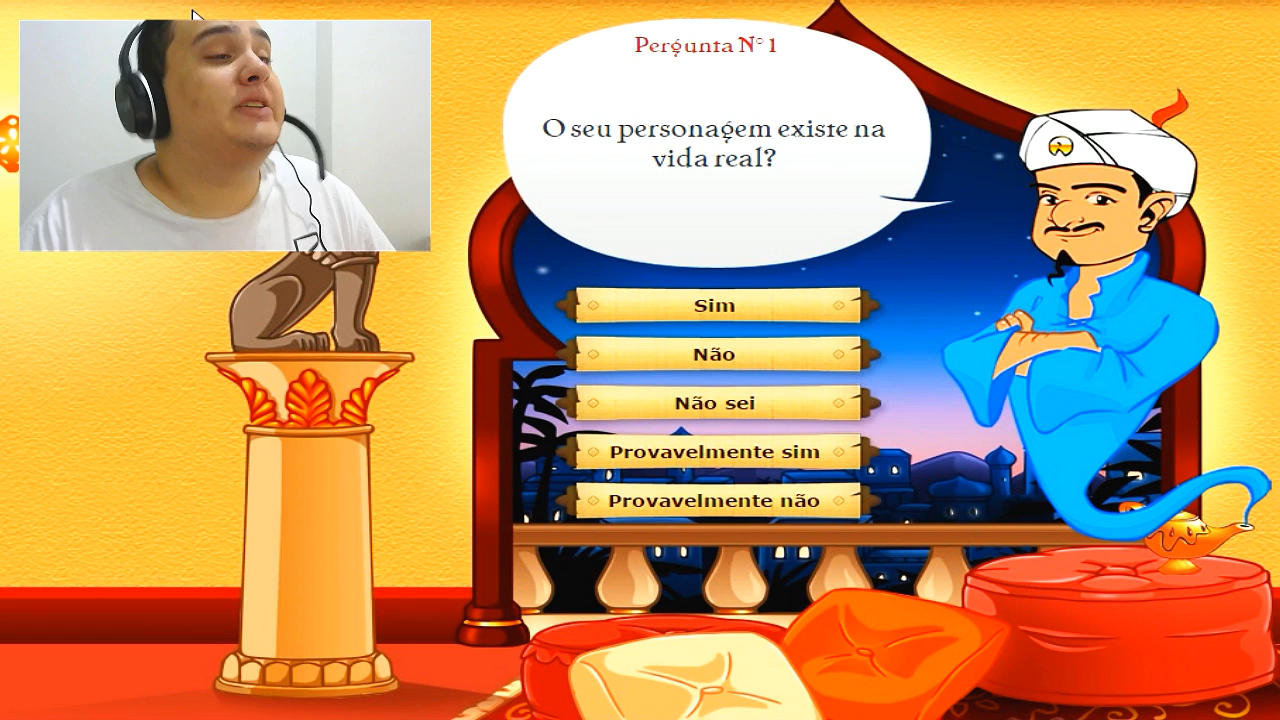 Pergunta N° 1
O seu personagem existe na
vida real?
Sim
Não
Não sei
Provavelmente sim
Provavelmente não